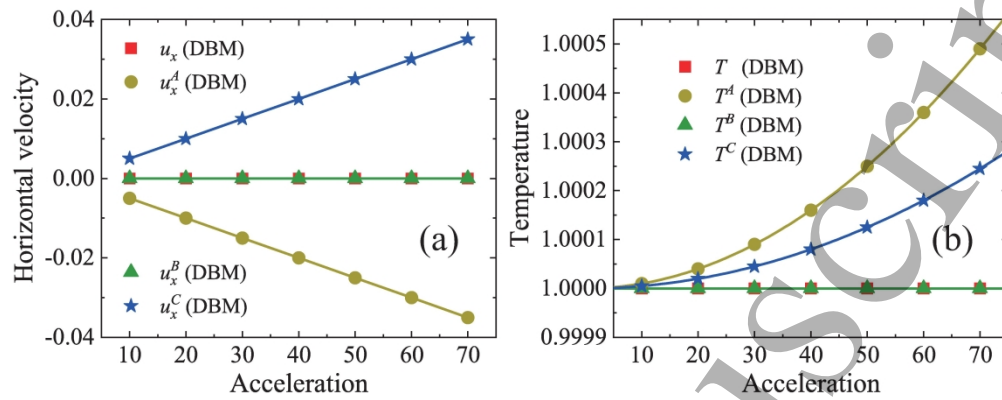 0.04
0.02
0.00
-0.02
-0.04
Horizontal velocity
u_x (DBM)
u_x^A (DBM)
u_x^B (DBM)
u_x^C (DBM)
(a)
10 20 30 40 50 60 70
Acceleration
1.0005
1.0004
1.0003
1.0002
1.0001
1.0000
0.9999
Temperature
T (DBM)
T^A (DBM)
T^B (DBM)
T^C (DBM)
(b)
10 20 30 40 50 60 70
Acceleration